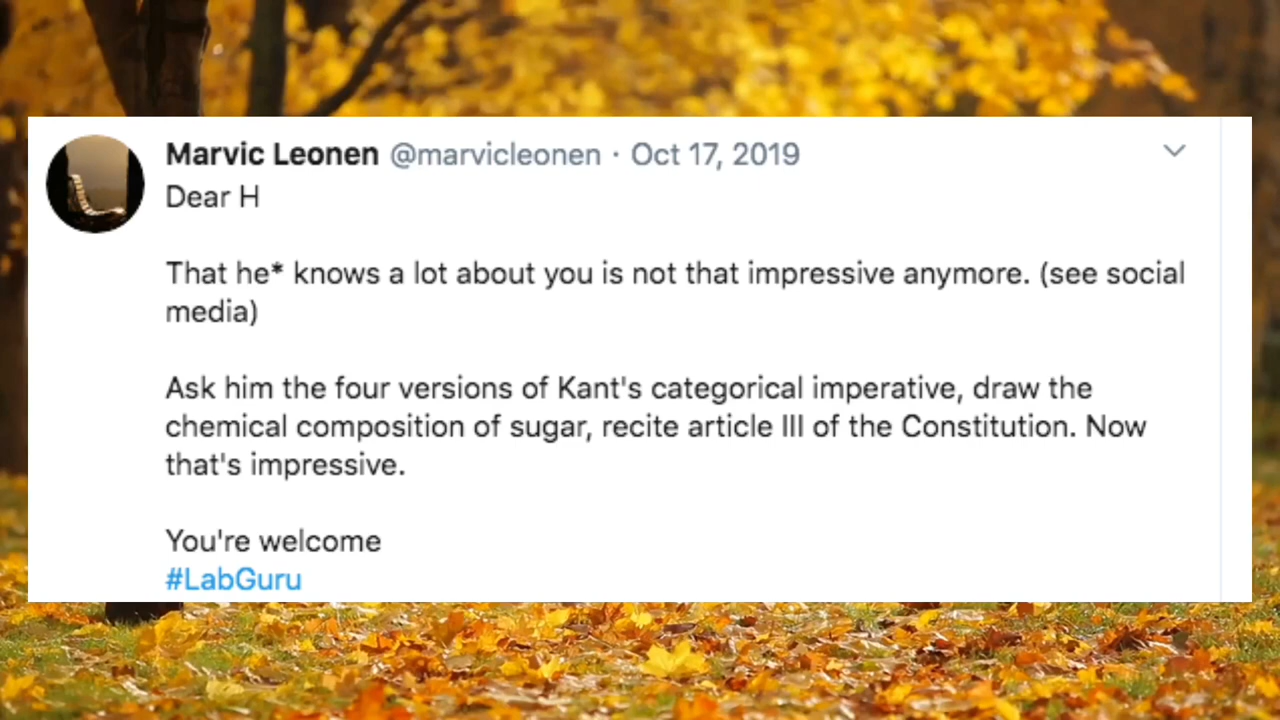 Marvic Leonen @marvicleonen · Oct 17, 2019
Dear H
That he* knows a lot about you is not that impressive anymore. (see social
media)
Ask him the four versions of Kant's categorical imperative, draw the
chemical composition of sugar, recite article III of the Constitution. Now
that's impressive.
You're welcome
#LabGuru